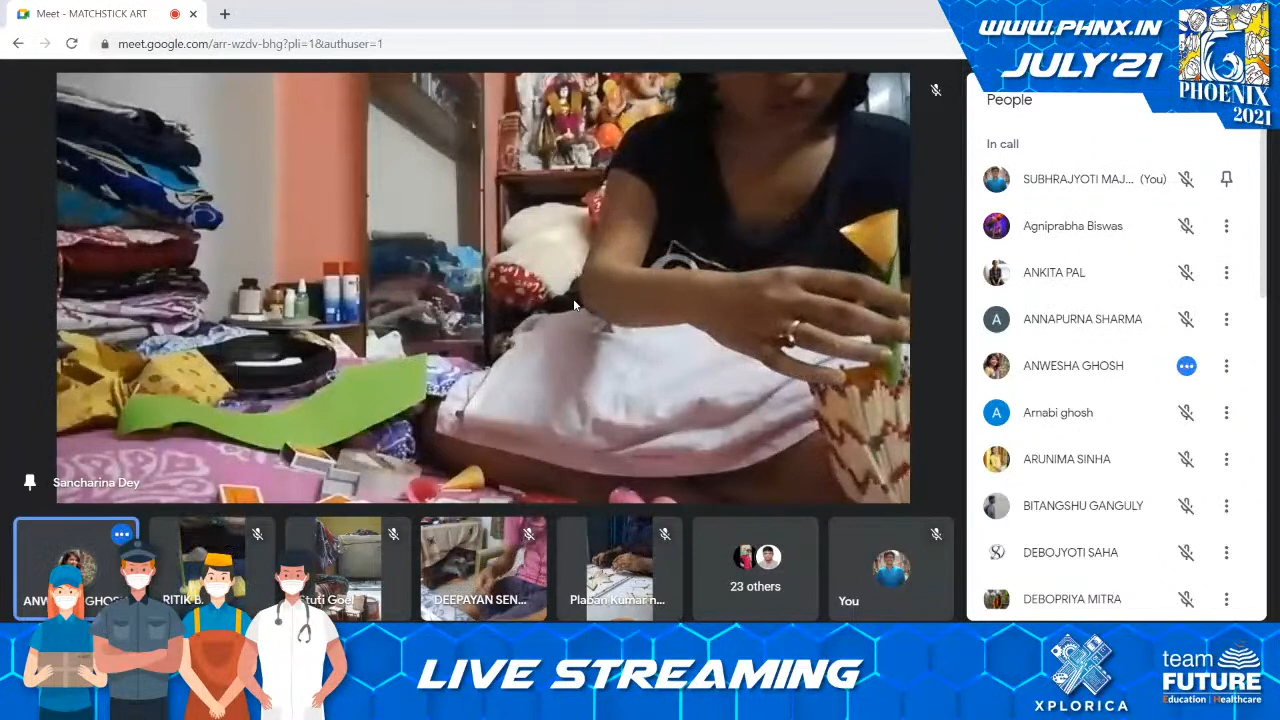 Meet - MATCHSTICK ART
meet.google.com/arr-wzdv-bhg?pli=1&authuser=1
WWW.PHNX.IN
JULY'21
PHOENIX
2021
People
In call
SUBHRAJYOTI MAJ... (You)
Agniprabha Biswas
ANKITA PAL
A ANNAPURNA SHARMA
ANWESHA GHOSH
A Arnabi ghosh
ARUNIMA SINHA
BITANGSHU GANGULY
DEBOJYOTI SAHA
DEBOPRIYA MITRA
Sancharina Dey
RITIK B.
Stuti Goel
DEEPAYAN SEN...
Plaban Kumar n...
23 others
You
LIVE STREAMING
XPLORICA
team
FUTURE
Education | Healthcare